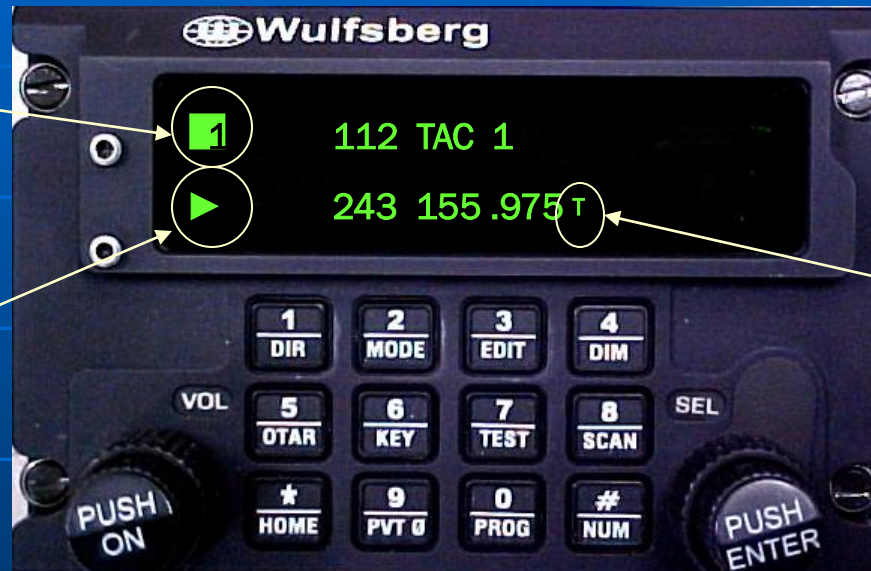 Wulfsberg
1 112 TAC 1
▶ 243 155.975 T
1 2 3 4
DIR MODE EDIT DIM
VOL SEL
5 6 7 8
OTAR KEY TEST SCAN
* 9 0 #
HOME PVT Ø PROG NUM
PUSH ON
PUSH ENTER